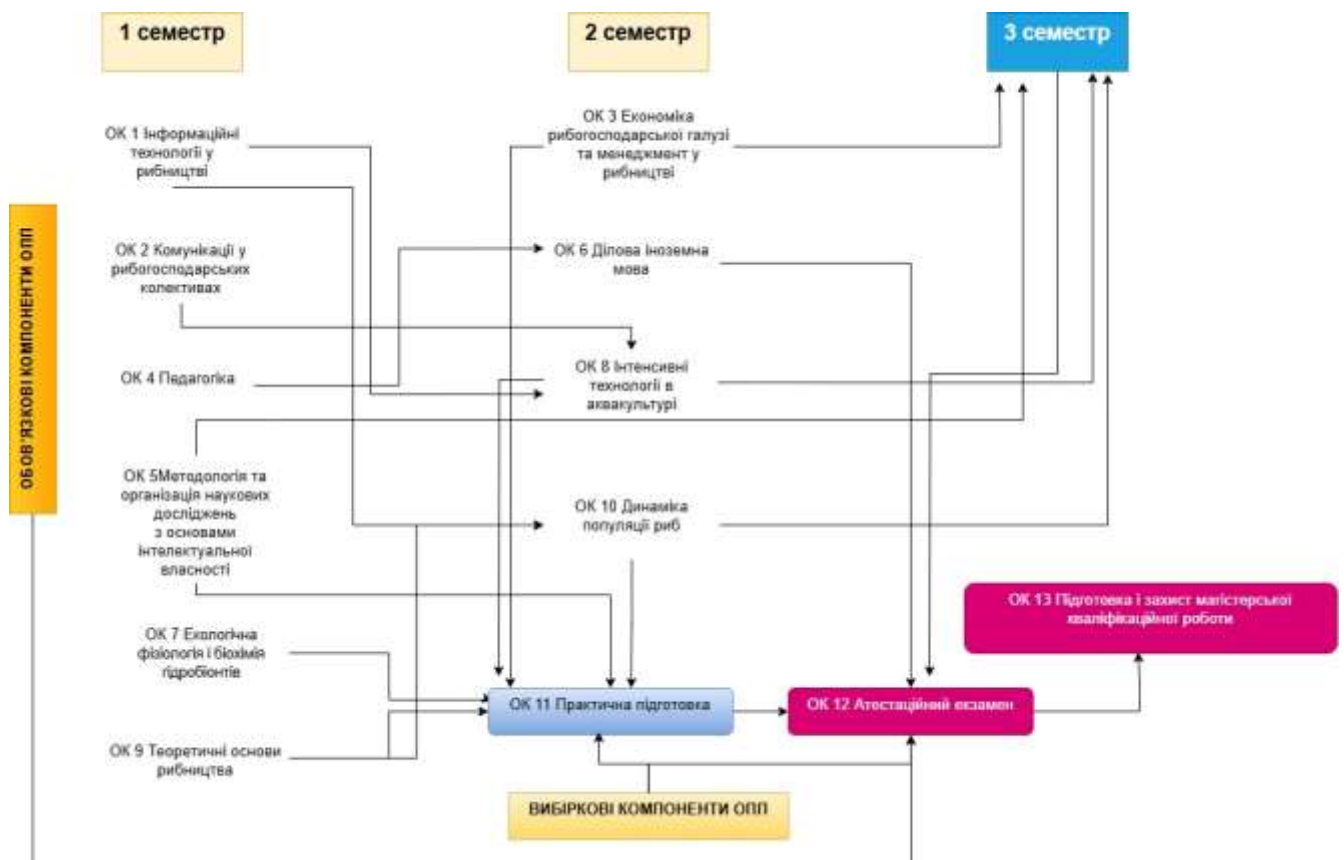 1 семестр
2 семестр
3 семестр
ОБОВ'ЯЗКОВІ КОМПОНЕНТИ ОПП
ОК 1 Інформаційні
технології у
рибництві
ОК 2 Комунікації у
рибогосподарських
колективах
ОК 4 Педагогіка
ОК 5Методологія та
організація наукових
досліджень
з основами
інтелектуальної
власності
ОК 7 Екологічна
фізіологія і біохімія
гідробіонтів
ОК 9 Теоретичні основи
рибництва
ОК 3 Економіка
рибогосподарської галузі
та менеджмент у
рибництві
ОК 6 Ділова іноземна
мова
ОК 8 Інтенсивні
технології в
аквакультурі
ОК 10 Динаміка
популяції риб
ОК 11 Практична підготовка
ОК 12 Атестаційний екзамен
ОК 13 Підготовка і захист магістерської
кваліфікаційної роботи
ВИБІРКОВІ КОМПОНЕНТИ ОПП